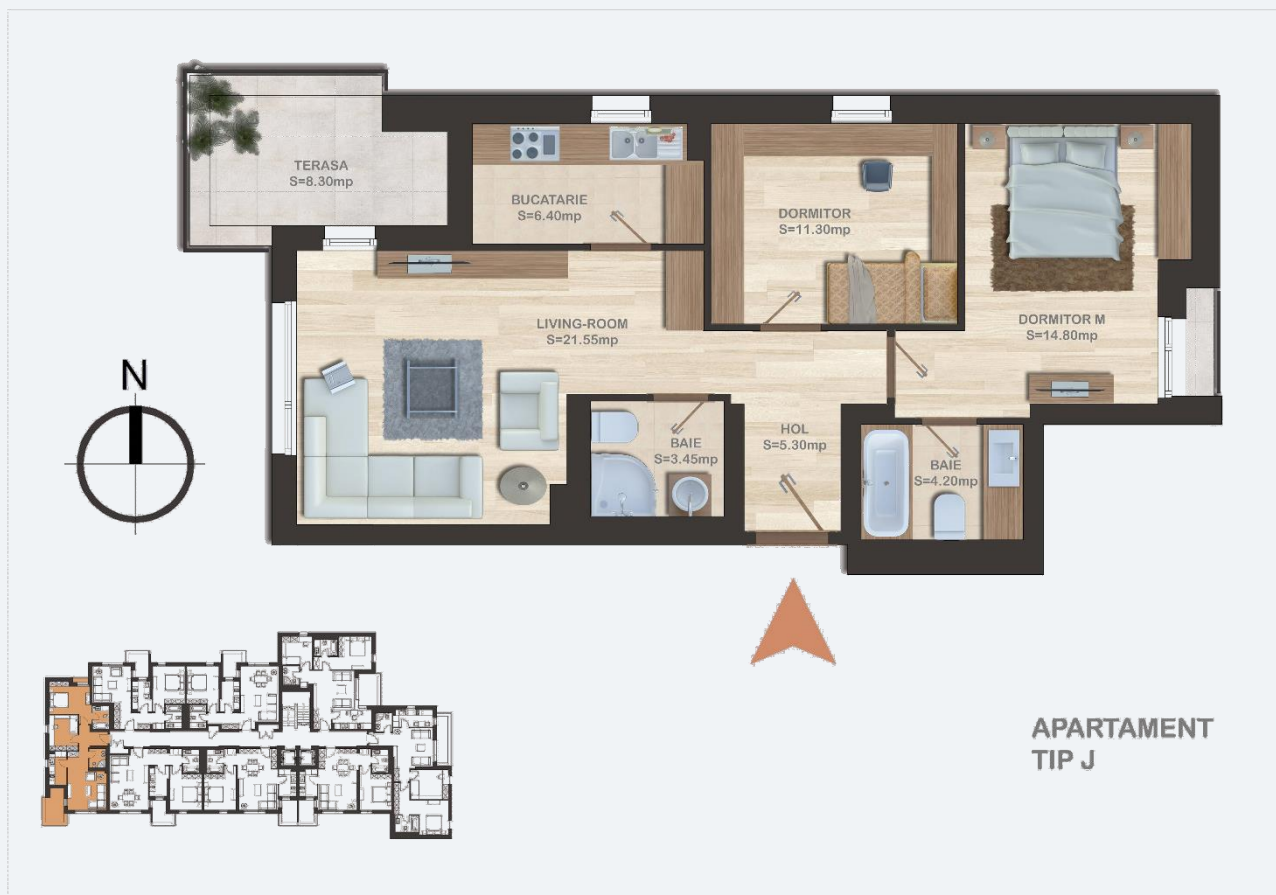 TERASA
S=8.30mp
BUCATARIE
S=6.40mp
DORMITOR
S=11.30mp
LIVING-ROOM
S=21.55mp
DORMITOR M
S=14.80mp
N
HOL
S=5.30mp
BAIE
S=3.45mp
BAIE
S=4.20mp
APARTAMENT
TIP J